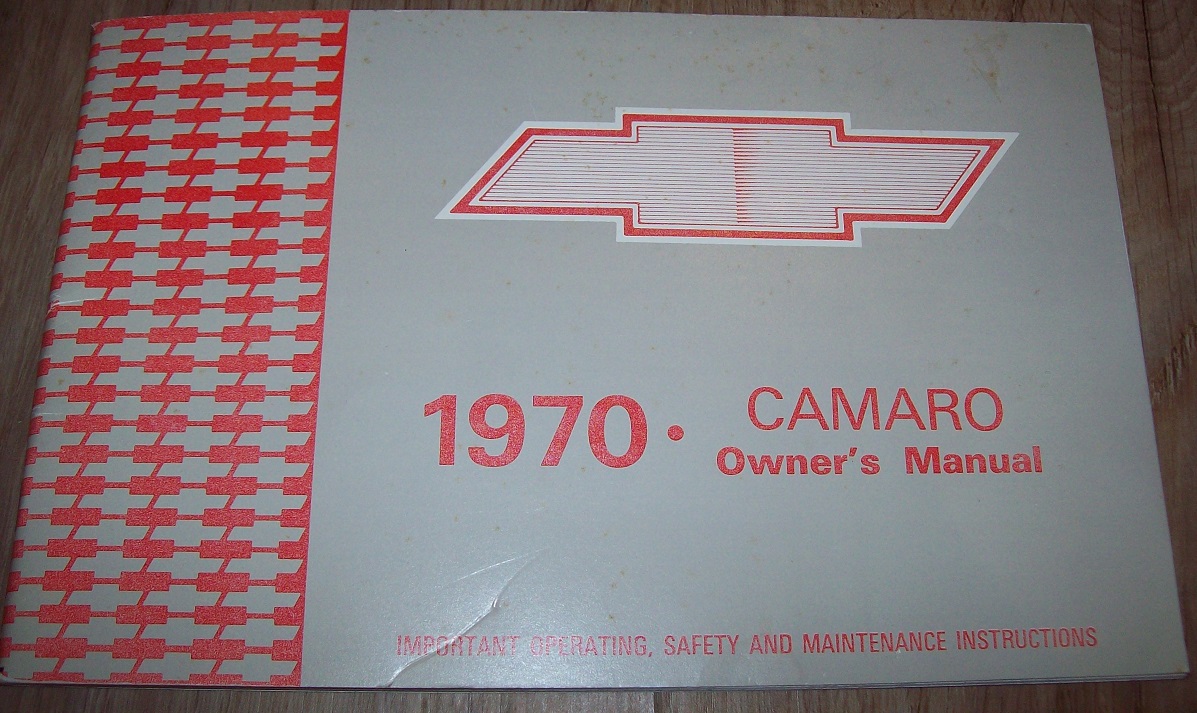 1970 • CAMARO
Owner's Manual
IMPORTANT OPERATING, SAFETY AND MAINTENANCE INSTRUCTIONS